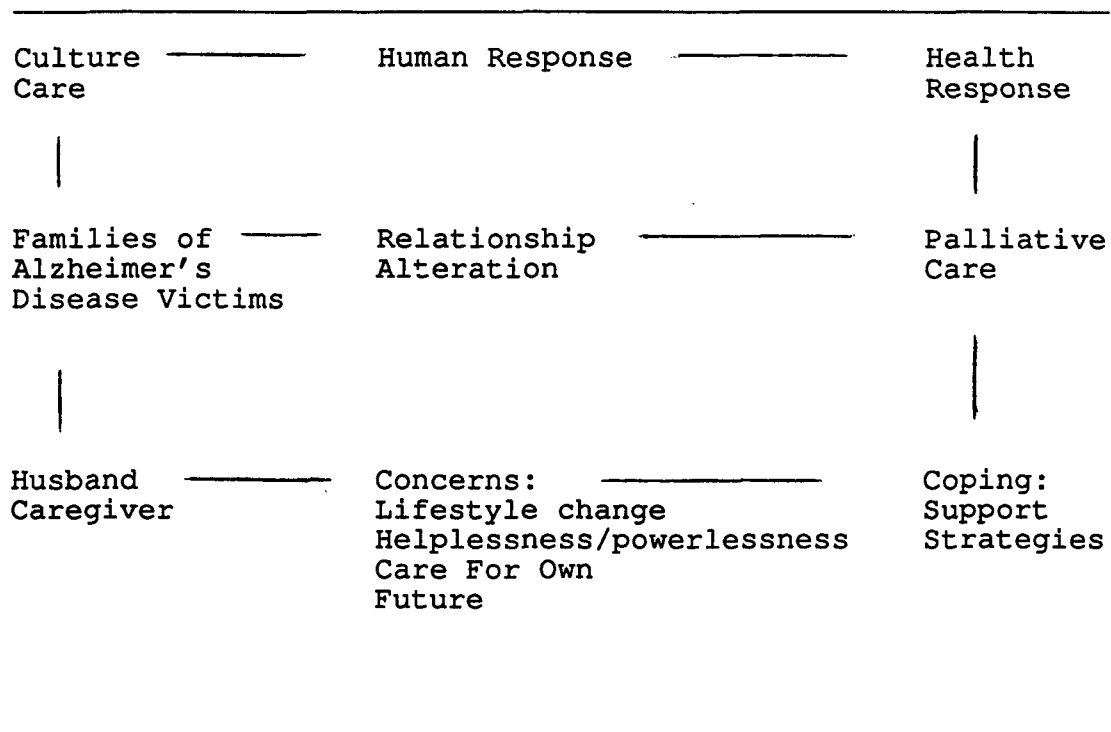 Culture Human Response Health
Care Response
Families of Relationship Palliative
Alzheimer's Alteration Care
Disease Victims
Husband Concerns: Coping:
Caregiver Lifestyle change Support
Helplessness/powerlessness Strategies
Care For Own
Future